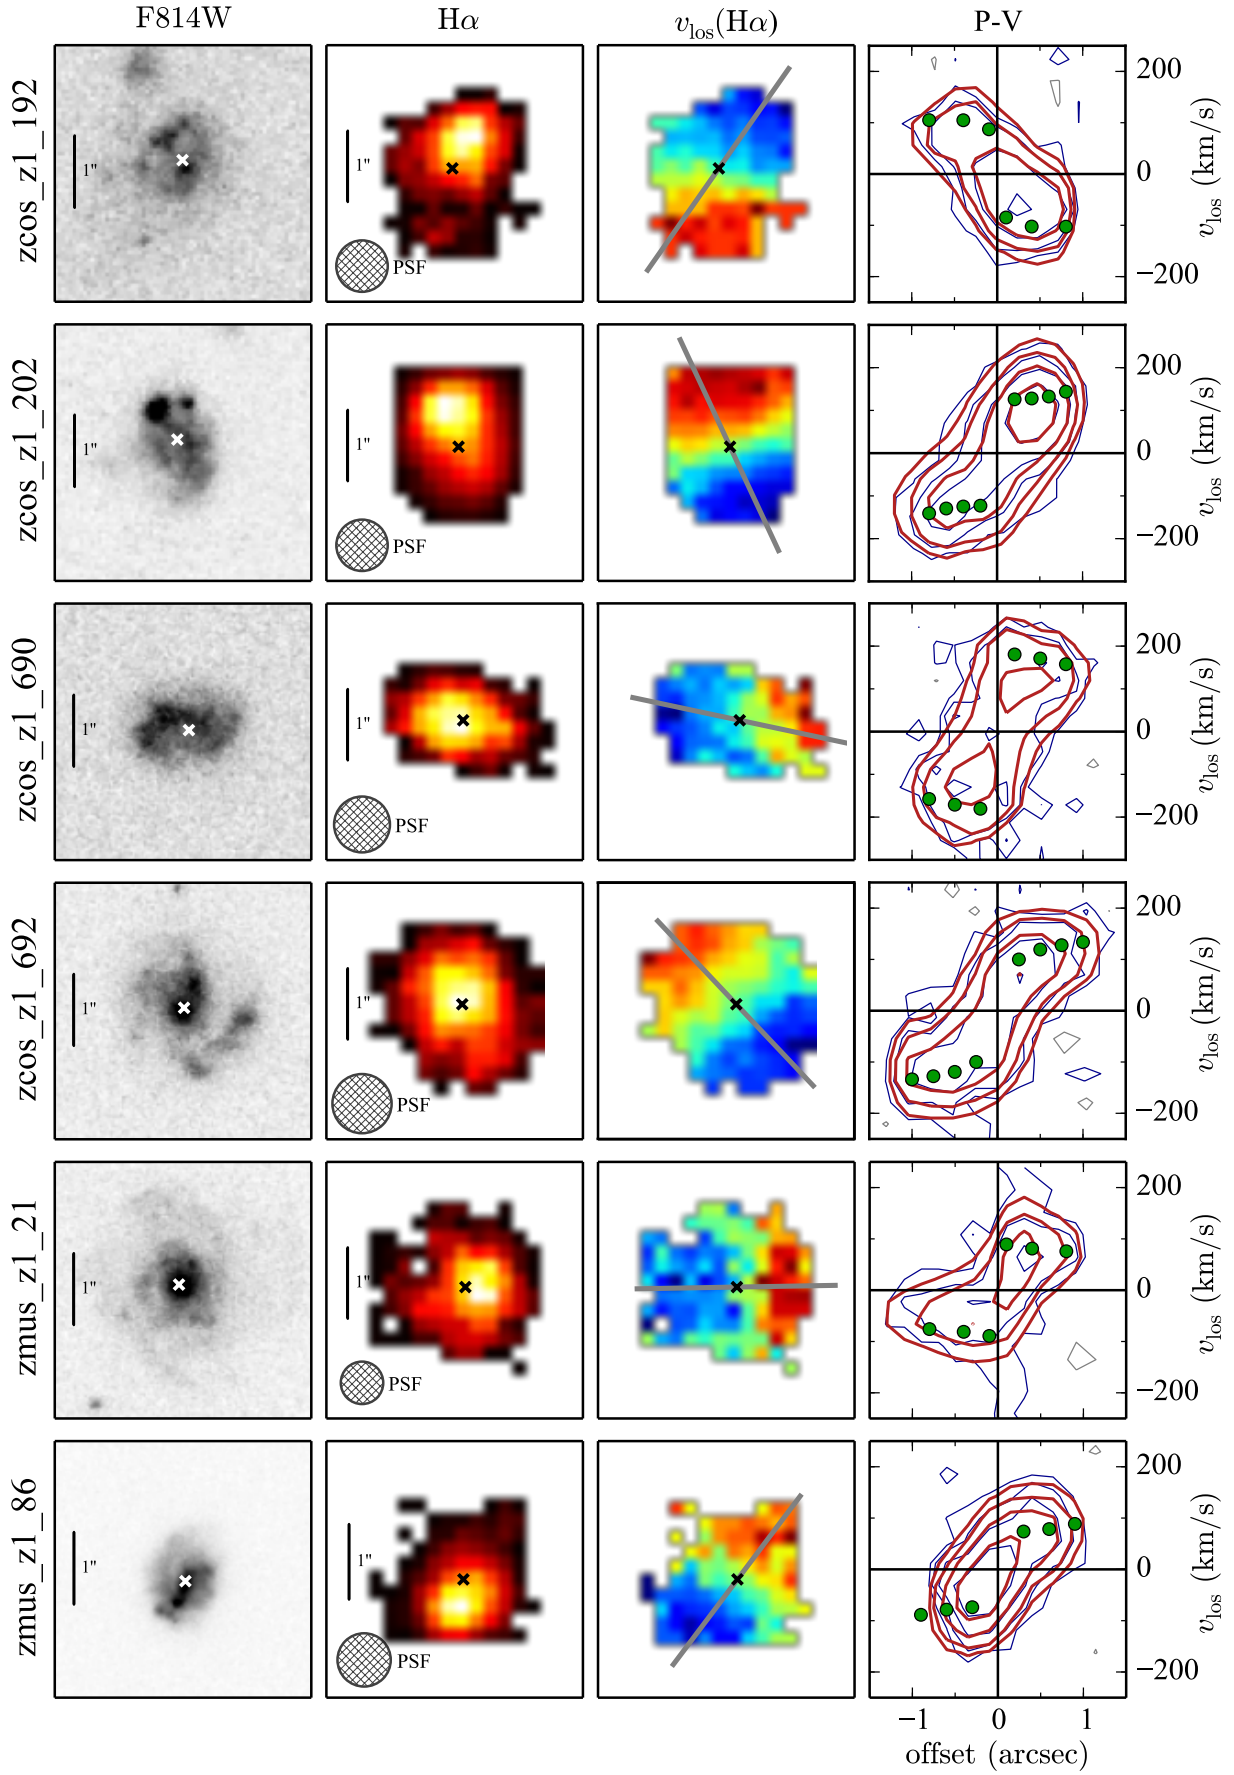 F814W Hα v_los(Hα) P-V
zcos_z1_192
1"
1"
PSF
200
0
−200
v_los (km/s)
zcos_z1_202
1"
1"
PSF
200
0
−200
v_los (km/s)
zcos_z1_690
1"
1"
PSF
200
0
−200
v_los (km/s)
zcos_z1_692
1"
1"
PSF
200
0
−200
v_los (km/s)
zmus_z1_21
1"
1"
PSF
200
0
−200
v_los (km/s)
zmus_z1_86
1"
1"
PSF
200
0
−200
v_los (km/s)
−1 0 1
offset (arcsec)